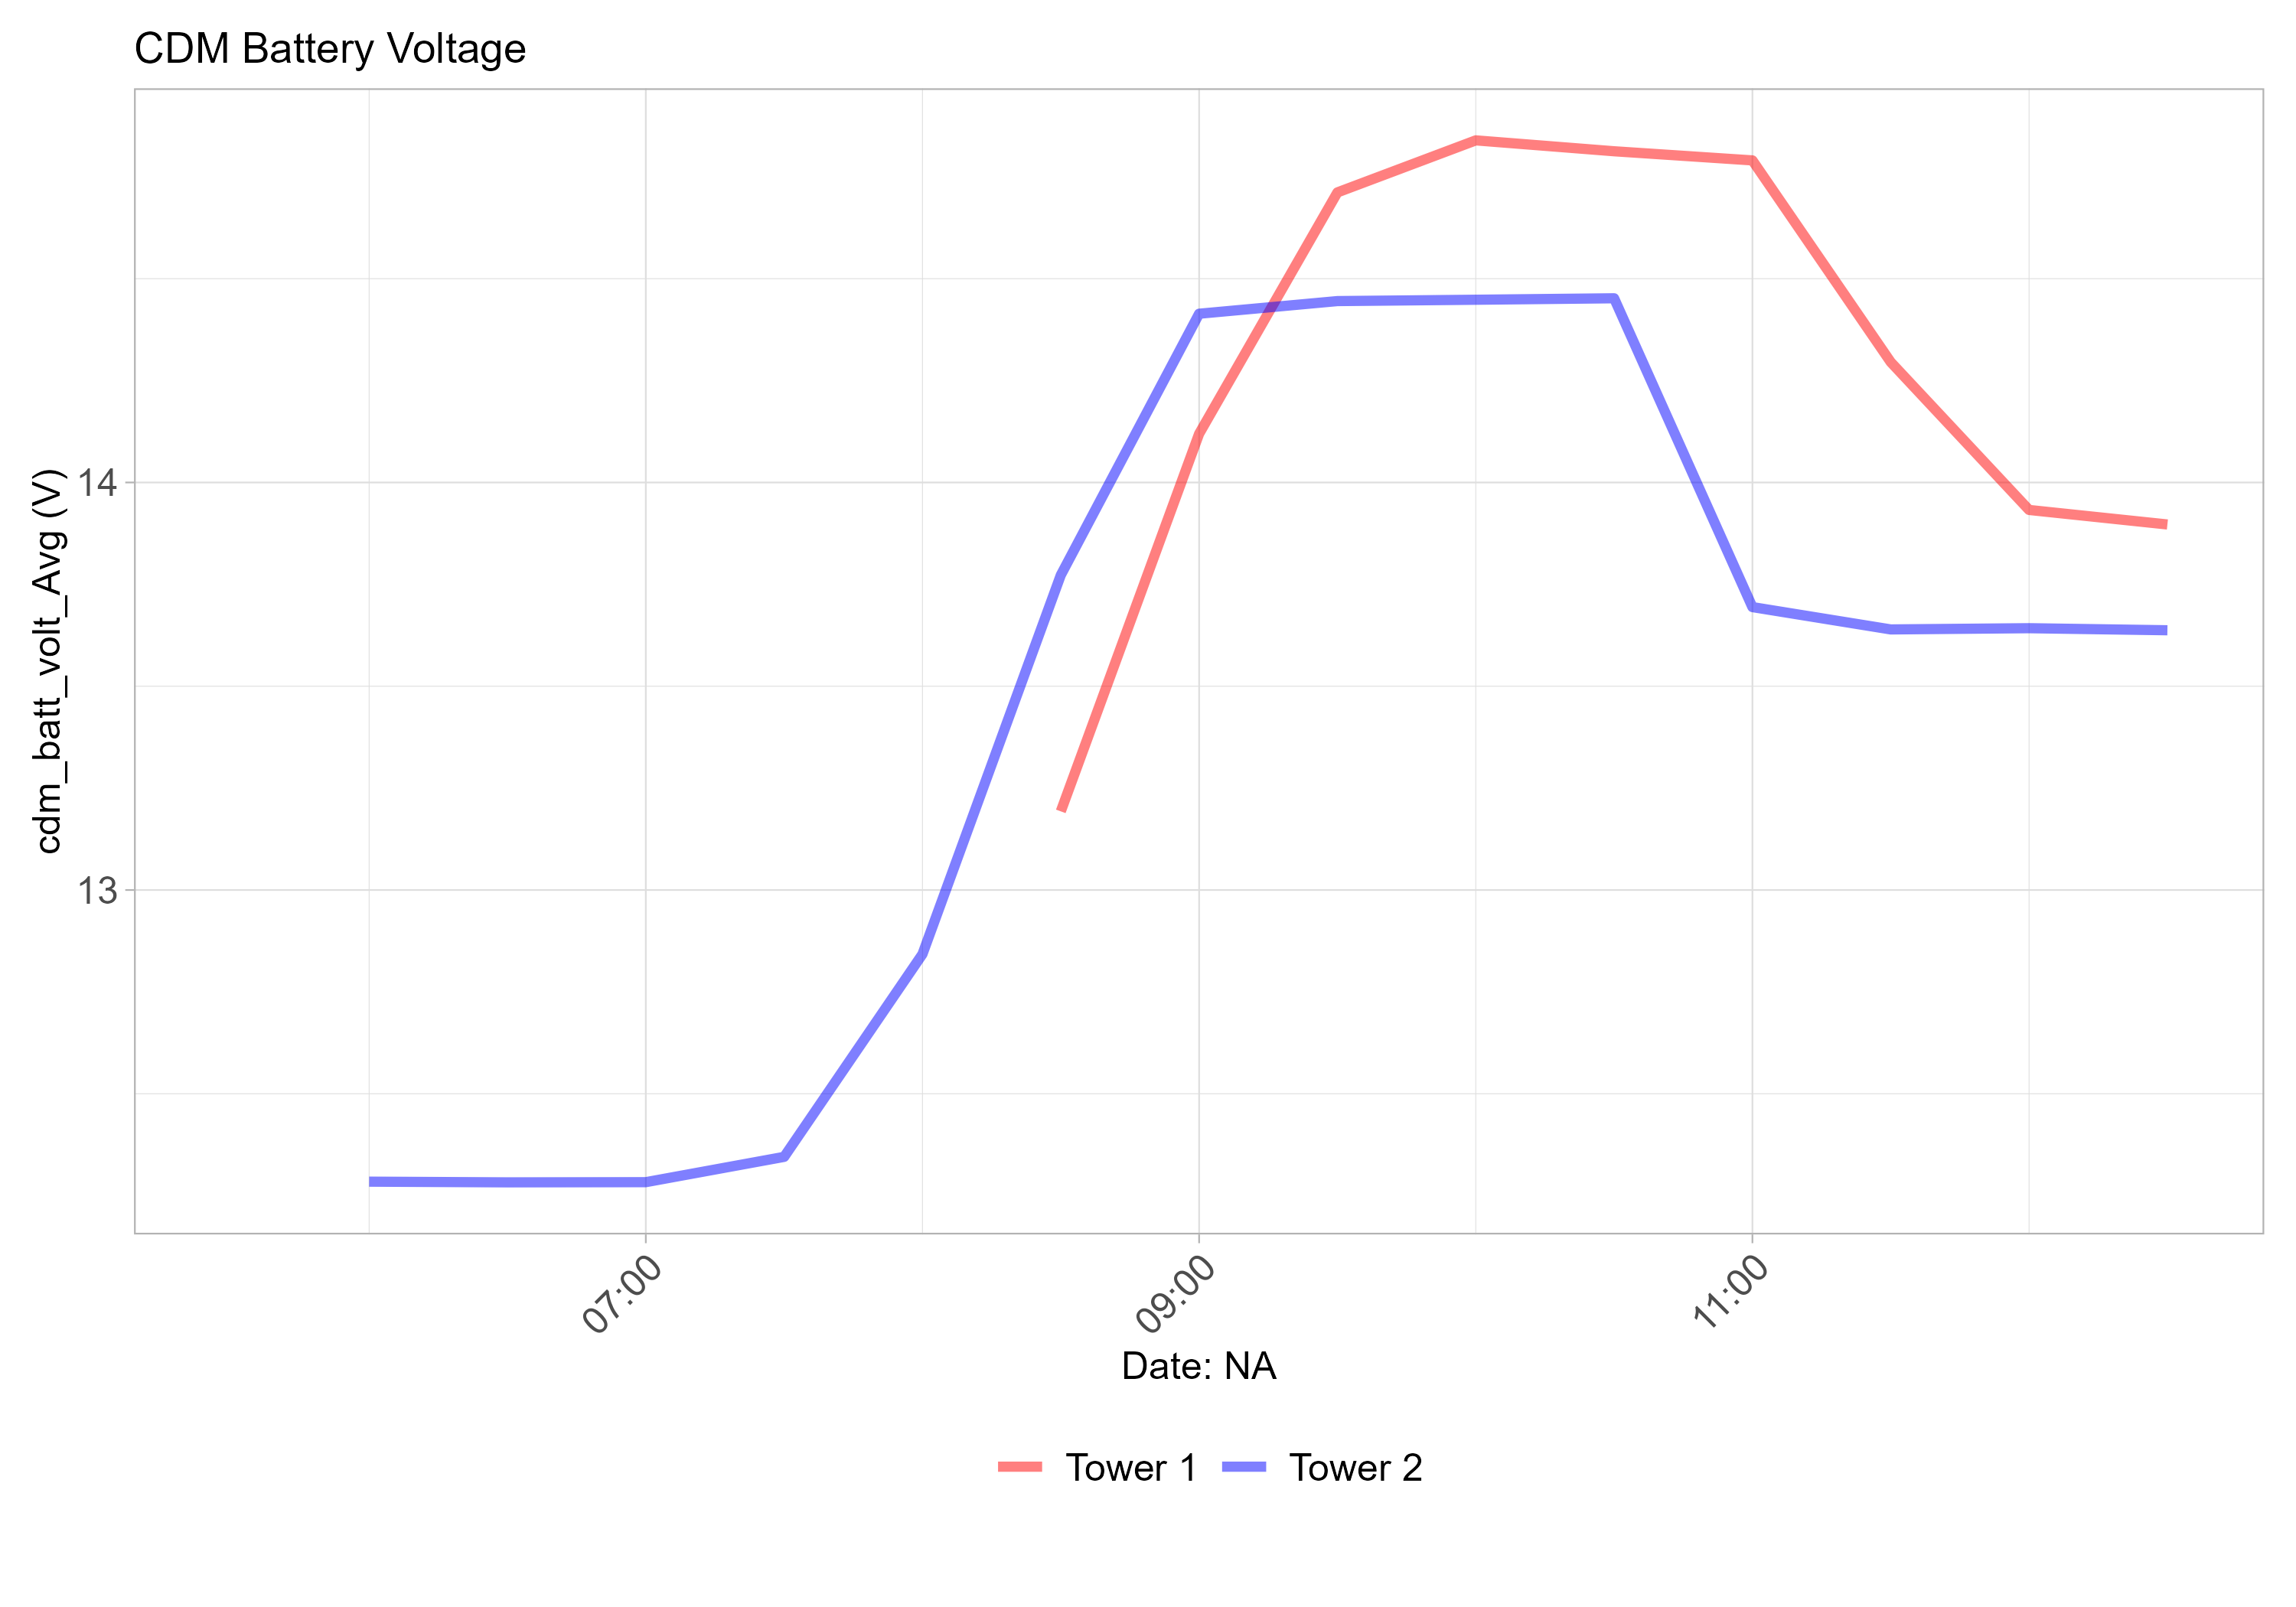 CDM Battery Voltage
cdm_batt_volt_Avg (V)
14
13
07:00
09:00
11:00
Date: NA
Tower 1
Tower 2